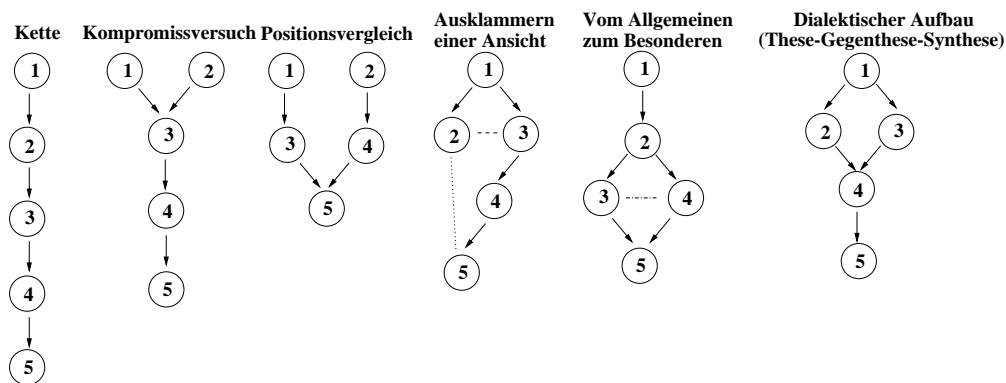 Kette
1
2
3
4
5
Kompromissversuch
1 2
3
4
5
Positionsvergleich
1 2
3 4
5
Ausklammern
einer Ansicht
1
2 3
4
5
Vom Allgemeinen
zum Besonderen
1
2
3 4
5
Dialektischer Aufbau
(These-Gegenthese-Synthese)
1
2 3
4
5